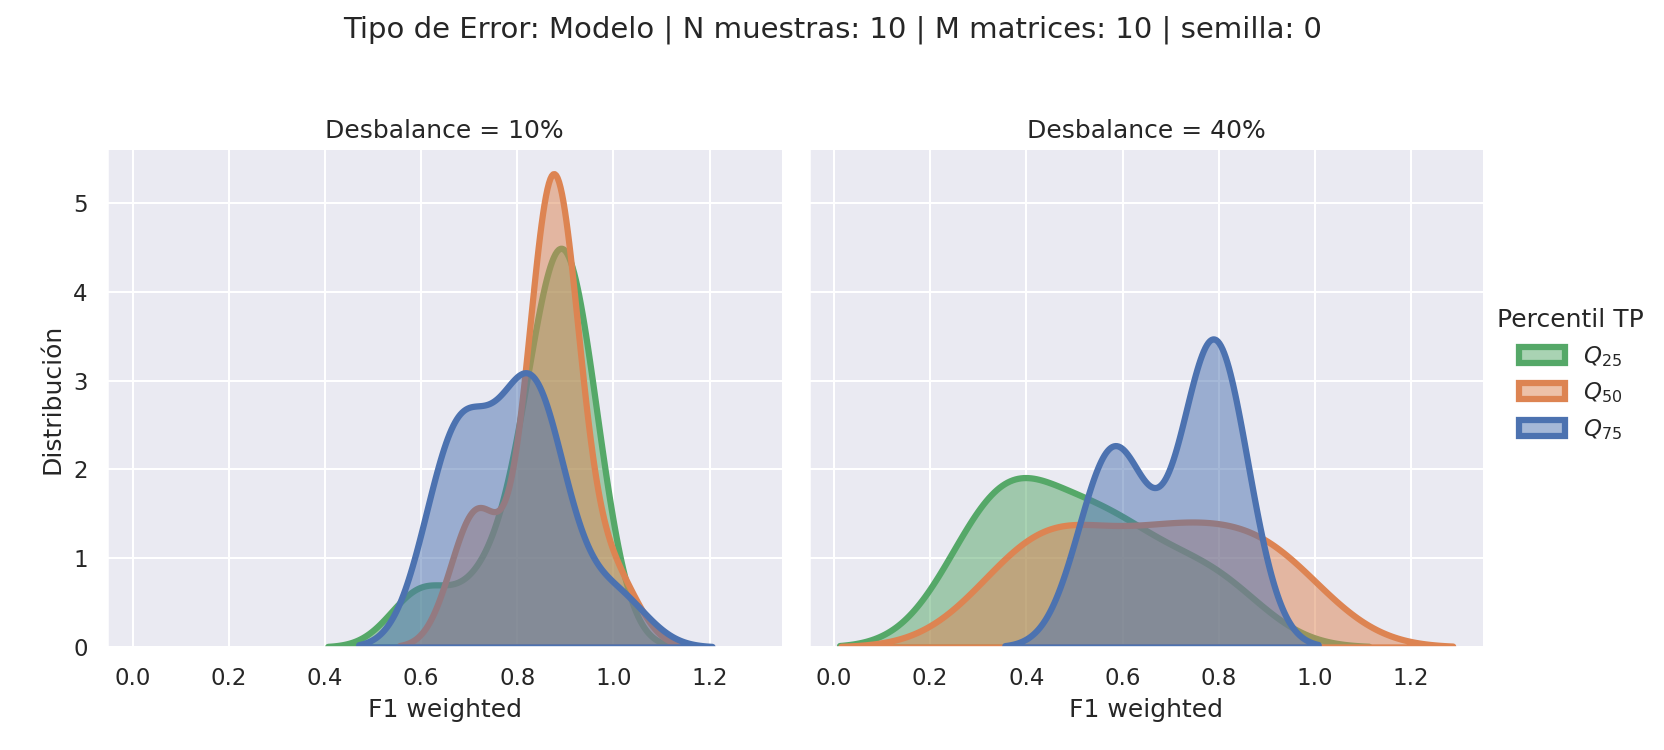 Tipo de Error: Modelo | N muestras: 10 | M matrices: 10 | semilla: 0
Desbalance = 10%
Desbalance = 40%
Distribución
5
4
3
2
1
0
0.0 0.2 0.4 0.6 0.8 1.0 1.2
0.0 0.2 0.4 0.6 0.8 1.0 1.2
F1 weighted
F1 weighted
Percentil TP
Q25
Q50
Q75